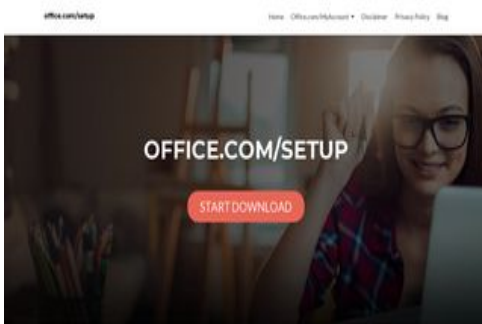 office.com/setup
Home Office.com/MyAccount Disclaimer Privacy Policy Blog
OFFICE.COM/SETUP
START DOWNLOAD